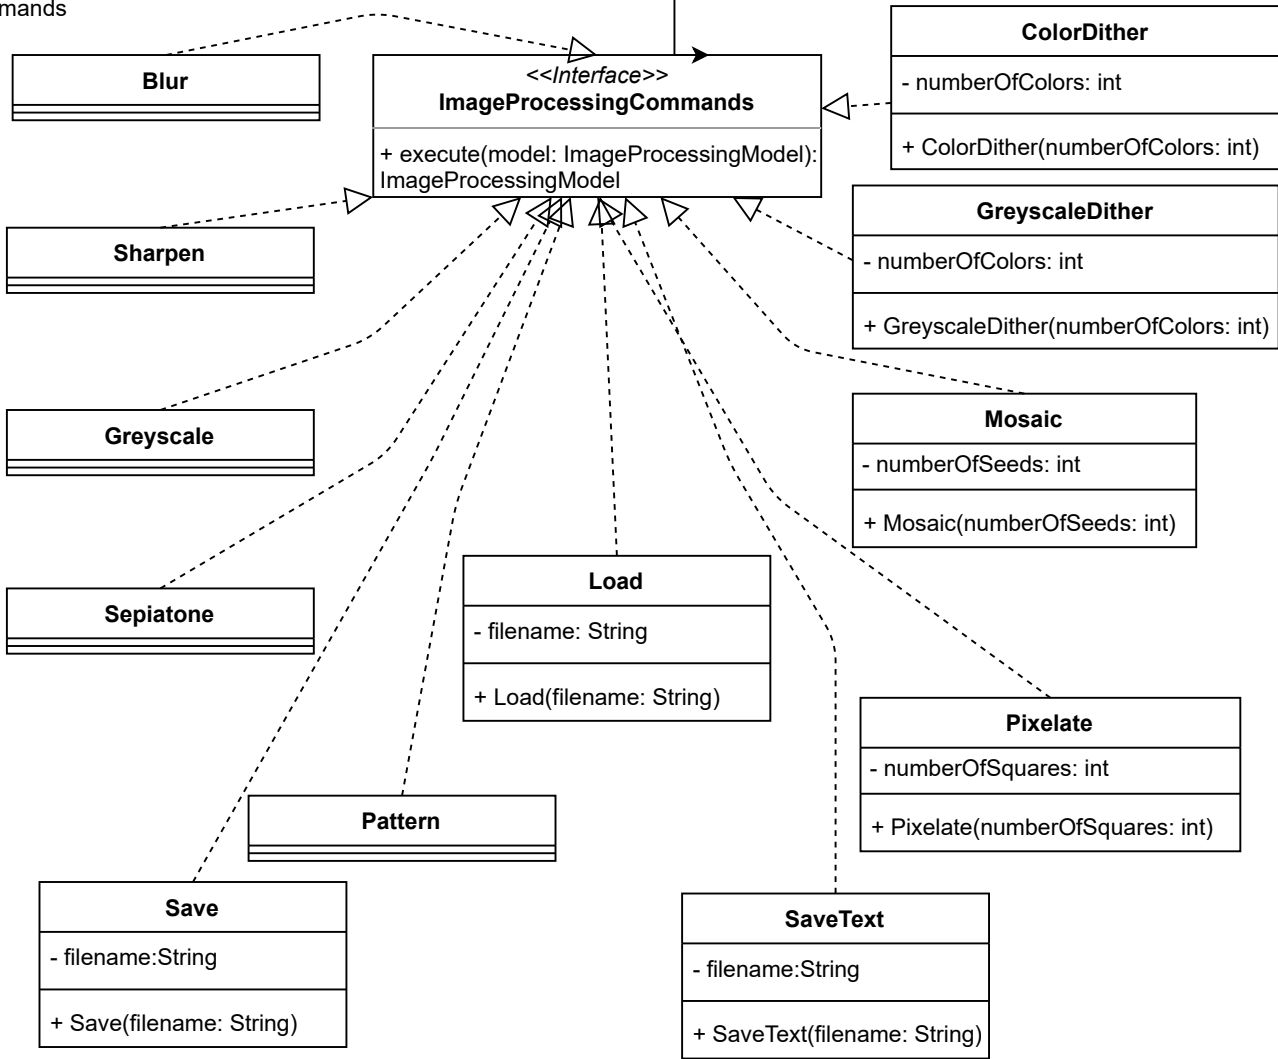 mands
Blur
<<Interface>>
ImageProcessingCommands
+ execute(model: ImageProcessingModel):
ImageProcessingModel
ColorDither
- numberOfColors: int
+ ColorDither(numberOfColors: int)
GreyscaleDither
- numberOfColors: int
+ GreyscaleDither(numberOfColors: int)
Sharpen
Greyscale
Mosaic
- numberOfSeeds: int
+ Mosaic(numberOfSeeds: int)
Sepiatone
Load
- filename: String
+ Load(filename: String)
Pixelate
- numberOfSquares: int
+ Pixelate(numberOfSquares: int)
Pattern
Save
- filename:String
+ Save(filename: String)
SaveText
- filename:String
+ SaveText(filename: String)